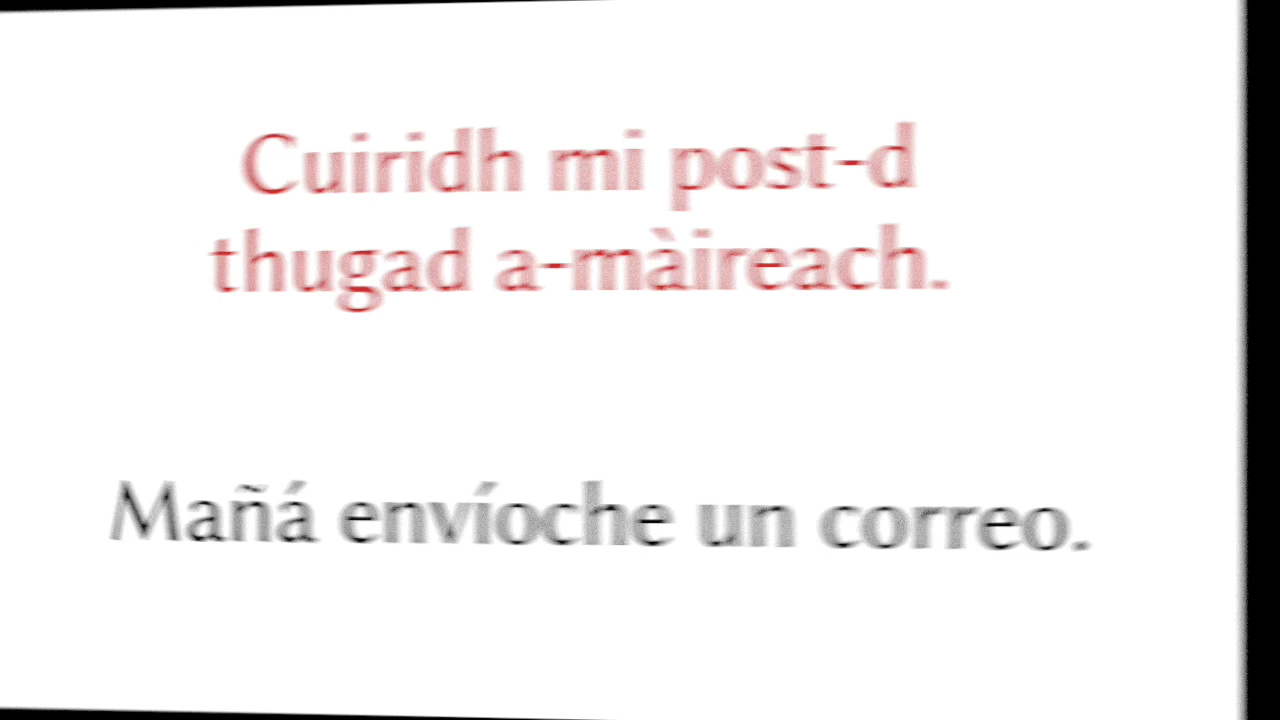 Cuiridh mi post-d
thugad a-màireach.
Mañá envíoche un correo.